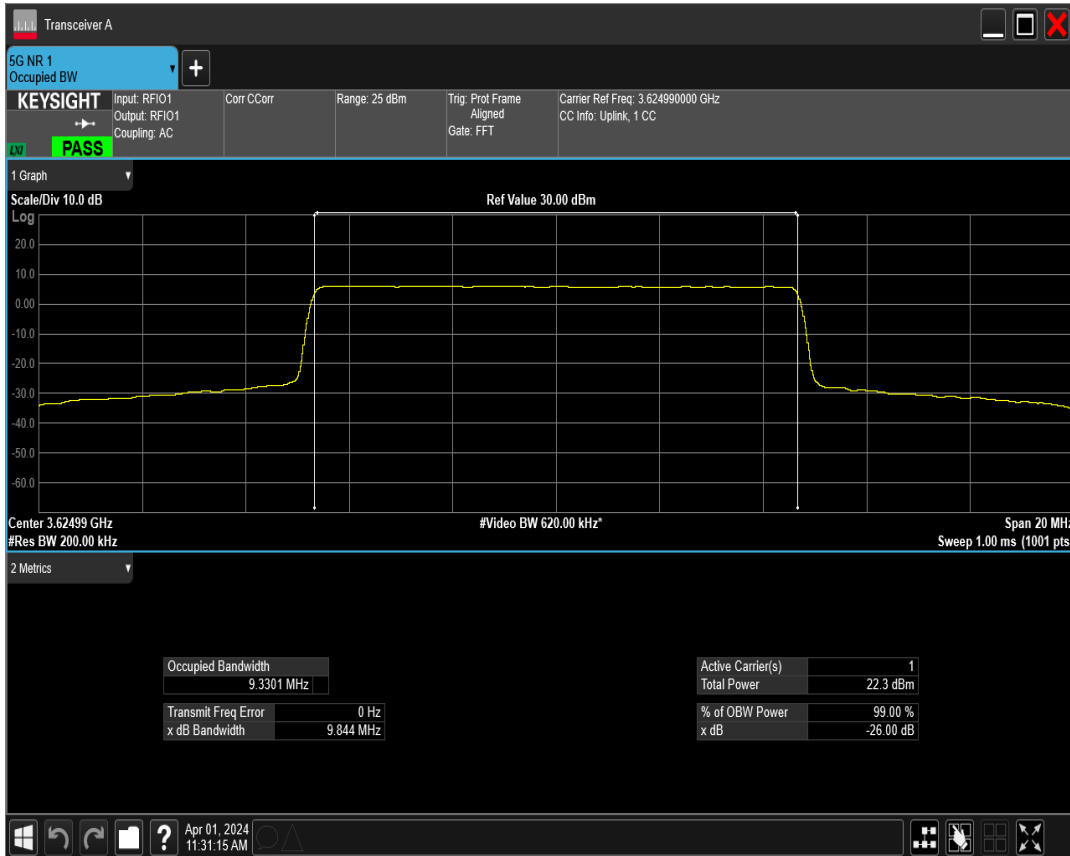 Transceiver A
5G NR 1
Occupied BW
KEYSIGHT
LXI
PASS
Input: RFIO1
Output: RFIO1
Coupling: AC
Corr CCorr
Range: 25 dBm
Trig: Prot Frame
Aligned
Gate: FFT
Carrier Ref Freq: 3.624990000 GHz
CC Info: Uplink, 1 CC
1 Graph
Scale/Div 10.0 dB
Ref Value 30.00 dBm
Log
20.0
10.0
0.00
-10.0
-20.0
-30.0
-40.0
-50.0
-60.0
Center 3.62499 GHz
#Video BW 620.00 kHz*
Span 20 MHz
#Res BW 200.00 kHz
Sweep 1.00 ms (1001 pts
2 Metrics
Occupied Bandwidth
9.3301 MHz
Transmit Freq Error 0 Hz
x dB Bandwidth 9.844 MHz
Active Carrier(s) 1
Total Power 22.3 dBm
% of OBW Power 99.00 %
x dB -26.00 dB
?
Apr 01, 2024
11:31:15 AM